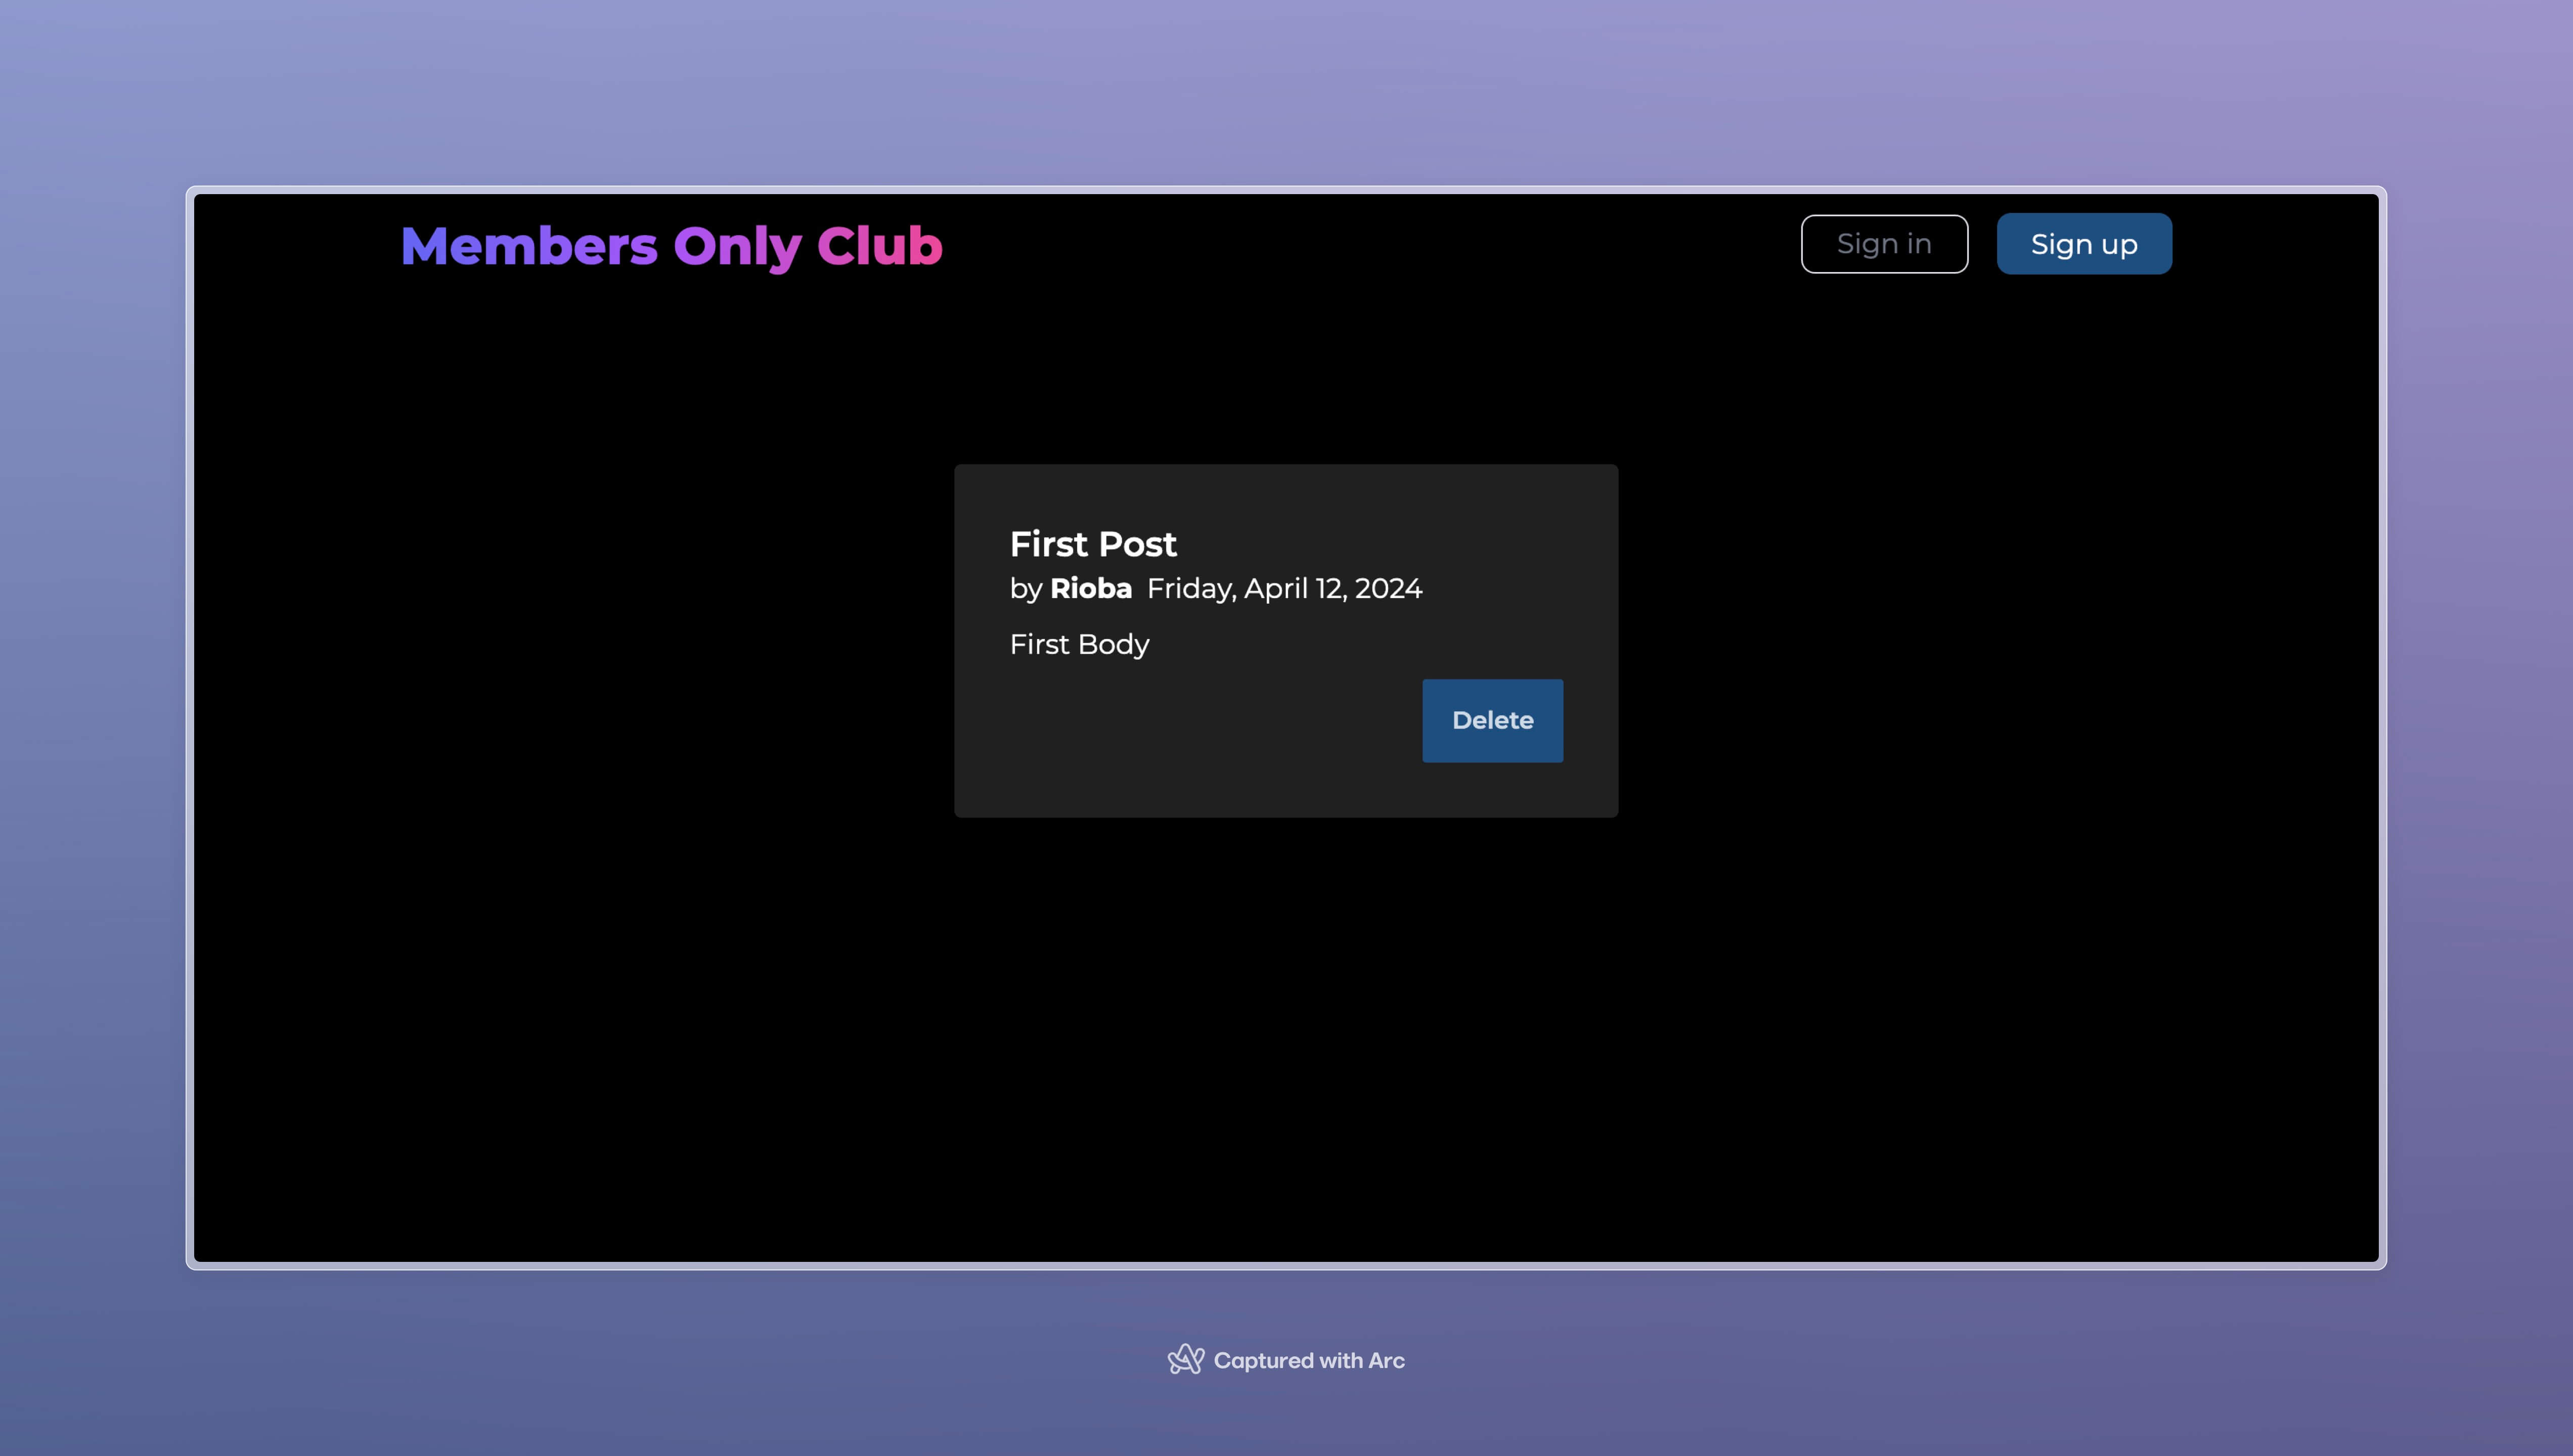 Members Only Club
Sign in
Sign up
First Post
by Rioba Friday, April 12, 2024
First Body
Delete
Captured with Arc